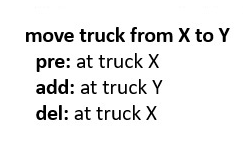 move truck from X to Y
pre: at truck X
add: at truck Y
del: at truck X